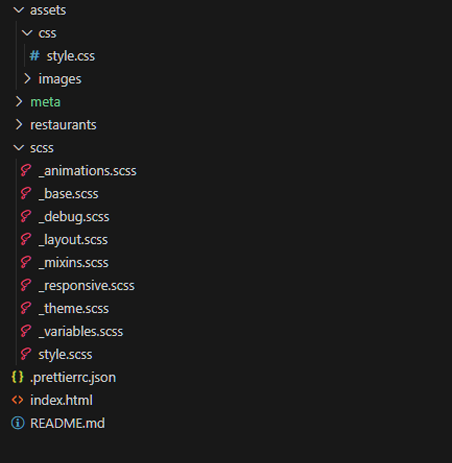 assets
css
# style.css
images
meta
restaurants
scss
_animations.scss
_base.scss
_debug.scss
_layout.scss
_mixins.scss
_responsive.scss
_theme.scss
_variables.scss
style.scss
{} .prettierrc.json
<> index.html
README.md